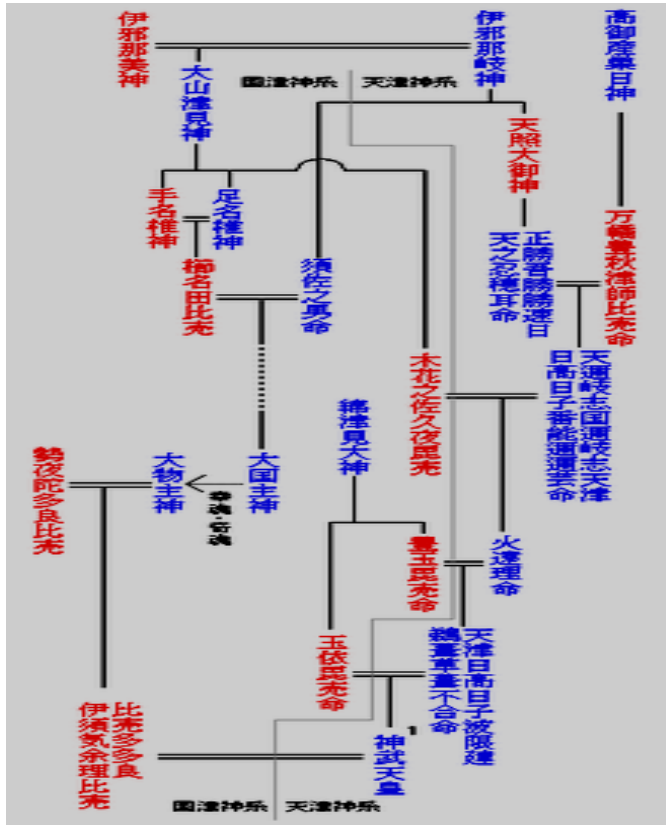 高御産巣日神
伊邪那岐神
伊邪那美神
天津神系
国津神系
大山津見神
天照大御神
万幡豊秋津師比売命
正勝吾勝勝速日
天之忍穂耳命
足名椎神
手名椎神
須佐之男命
櫛名田比売
天邇岐志国邇岐志天津
日高日子番能邇邇芸命
木花之佐久夜毘売
綿津見大神
大国主神
幸魂・奇魂
大物主神
勢夜陀多良比売
火遠理命
豊玉毘売命
天津日高日子波限建
鵜葺草葺不合命
玉依毘売命
1
神武天皇
比売多多良
伊須気余理比売
天津神系
国津神系